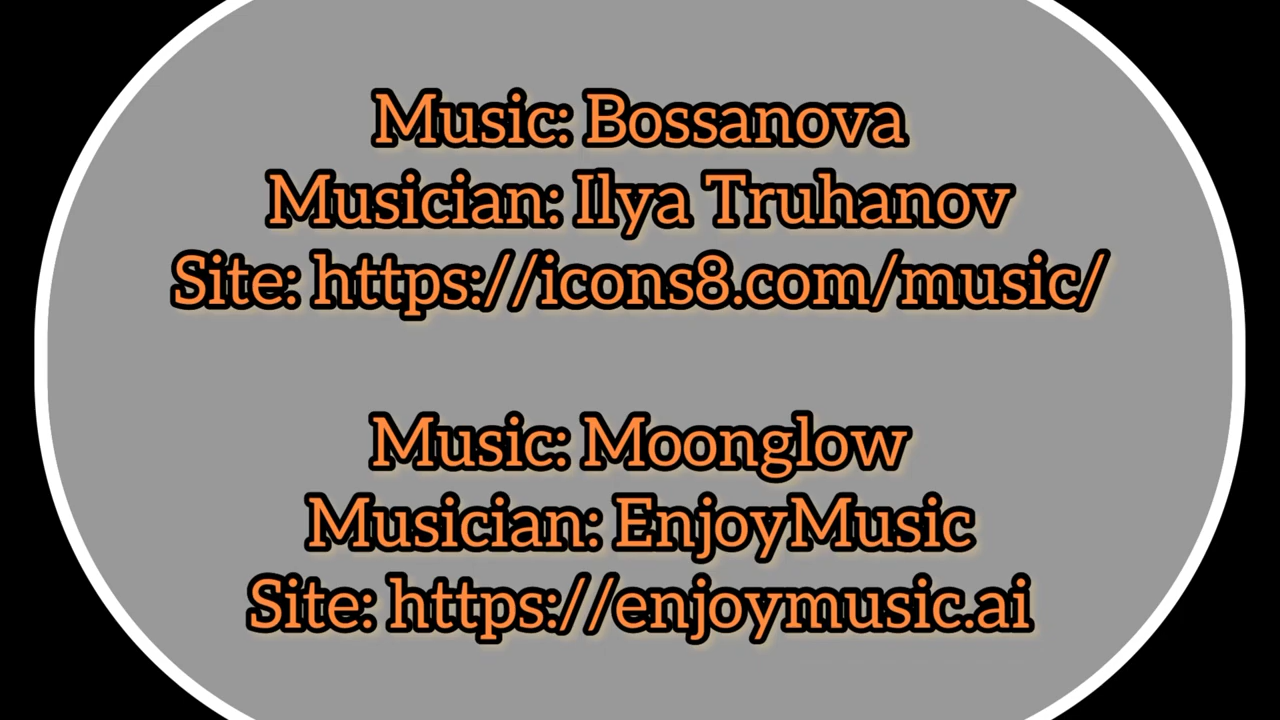 Music: Bossanova
Musician: Ilya Truhanov
Site: https://icons8.com/music/
Music: Moonglow
Musician: EnjoyMusic
Site: https://enjoymusic.ai